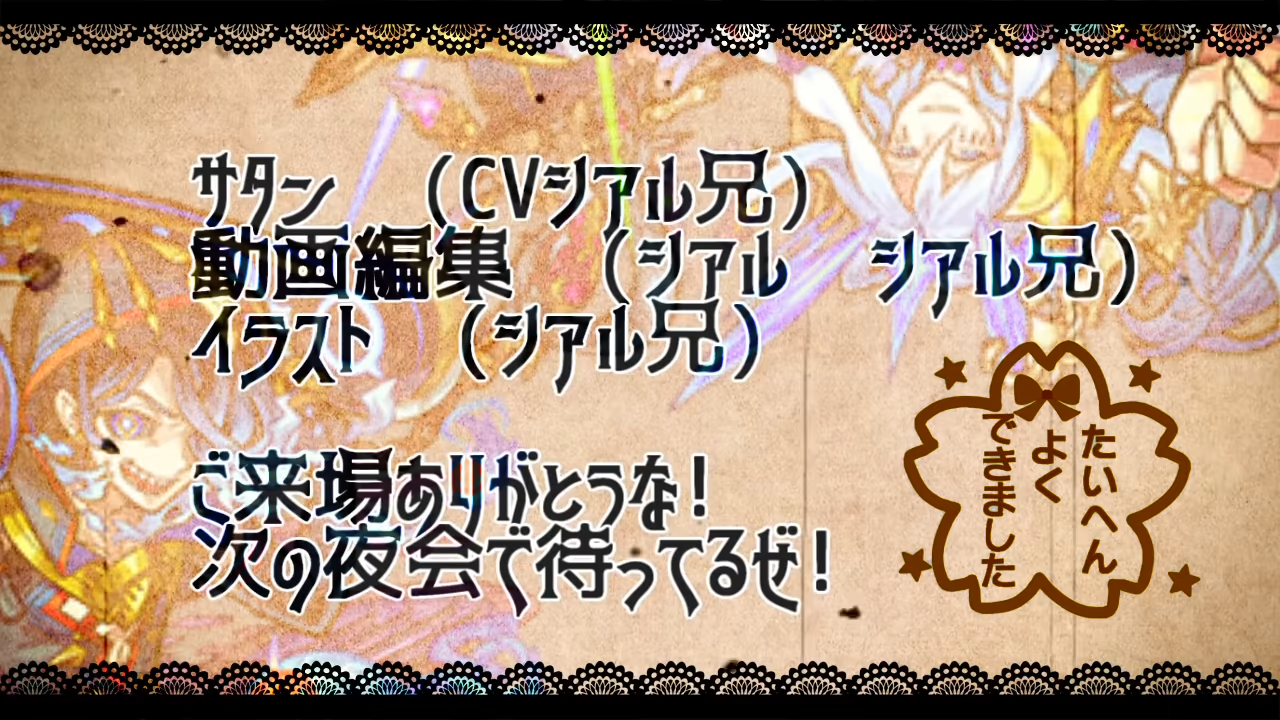 サタン　（CVシアル兄）
動画編集　（シアル　シアル兄）
イラスト　（シアル兄）
ご来場ありがとうな！
次の夜会で待ってるぜ！
たいへん
よく
できました